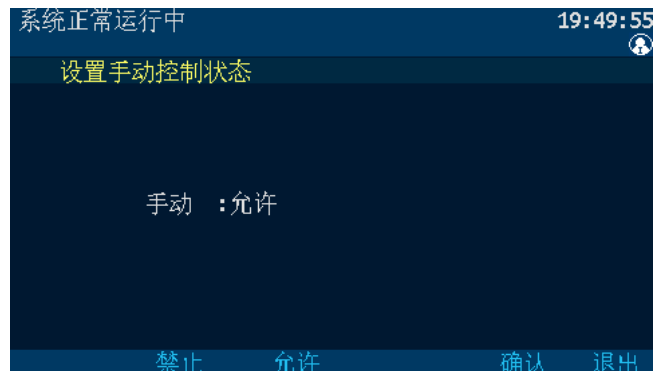 系统正常运行中 19:49:55
设置手动控制状态
手动 :允许
禁止 允许 确认 退出